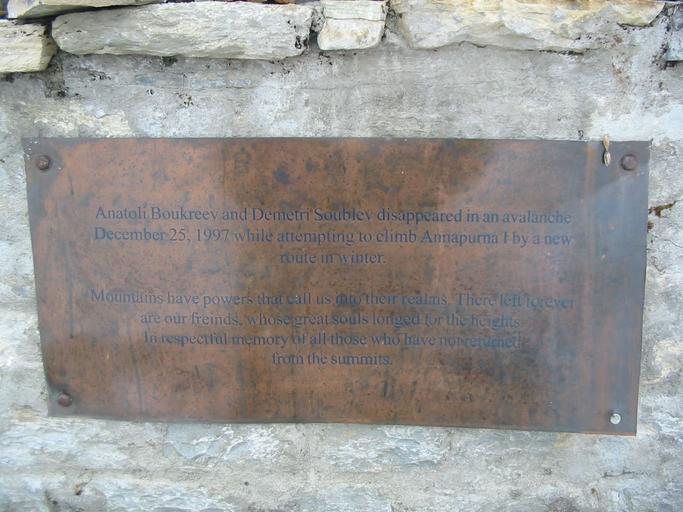 Anatoli Boukreev and Demetri Soublev disappeared in an avalanche
December 25, 1997 while attempting to climb Annapurna I by a new
route in winter.
Mountains have powers that call us into their realms. There left forever
are our freinds, whose great souls longed for the heights.
In respectful memory of all those who have not returned
from the summits.